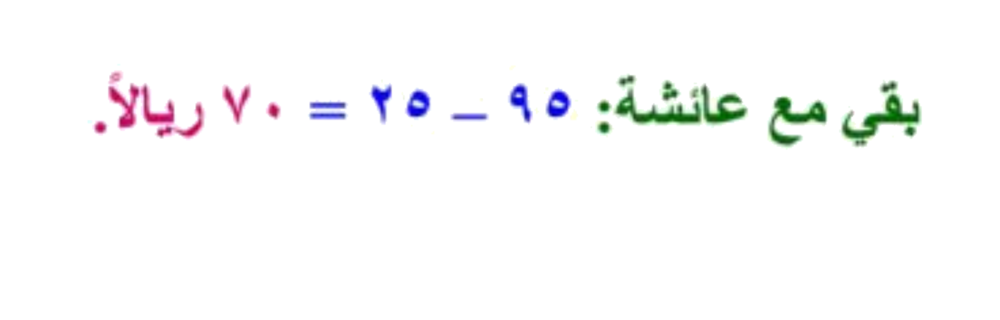 بقي مع عائشة: ٩٥ – ٢٥ = ٧٠ ريالاً.